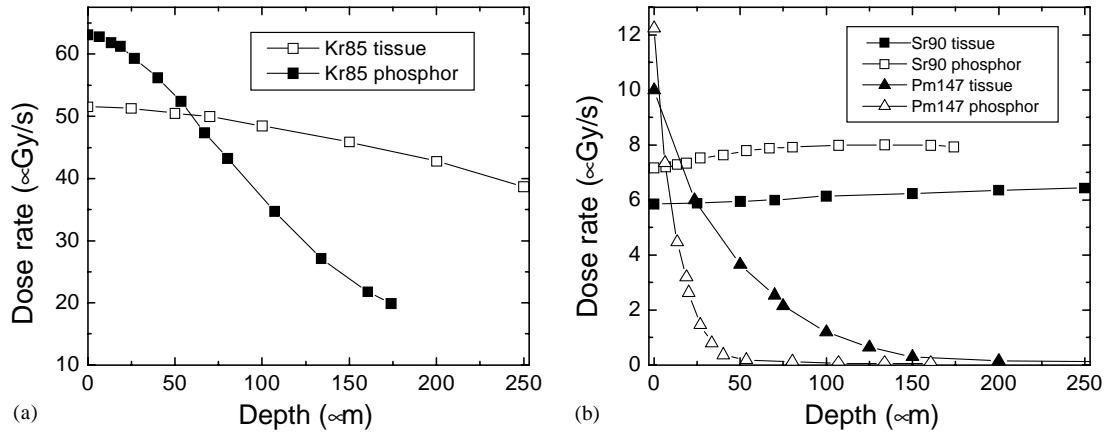 60
50
40
30
20
10
Dose rate (∝Gy/s)
0 50 100 150 200 250
Depth (∝m)
Kr85 tissue
Kr85 phosphor
(a)
12
10
8
6
4
2
0
Dose rate (∝Gy/s)
0 50 100 150 200 250
Depth (∝m)
Sr90 tissue
Sr90 phosphor
Pm147 tissue
Pm147 phosphor
(b)